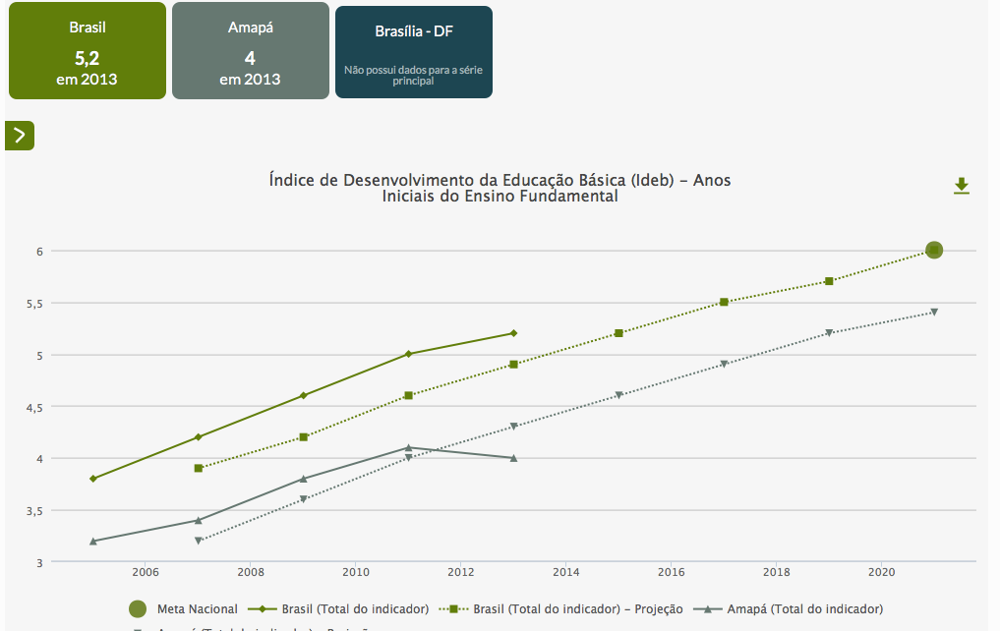 Brasil
5,2
em 2013
Amapá
4
em 2013
Brasília - DF
Não possui dados para a série
principal
Índice de Desenvolvimento da Educação Básica (Ideb) – Anos
Iniciais do Ensino Fundamental
6
5,5
5
4,5
4
3,5
3
2006
2008
2010
2012
2014
2016
2018
2020
Meta Nacional
Brasil (Total do indicador)
Brasil (Total do indicador) – Projeção
Amapá (Total do indicador)